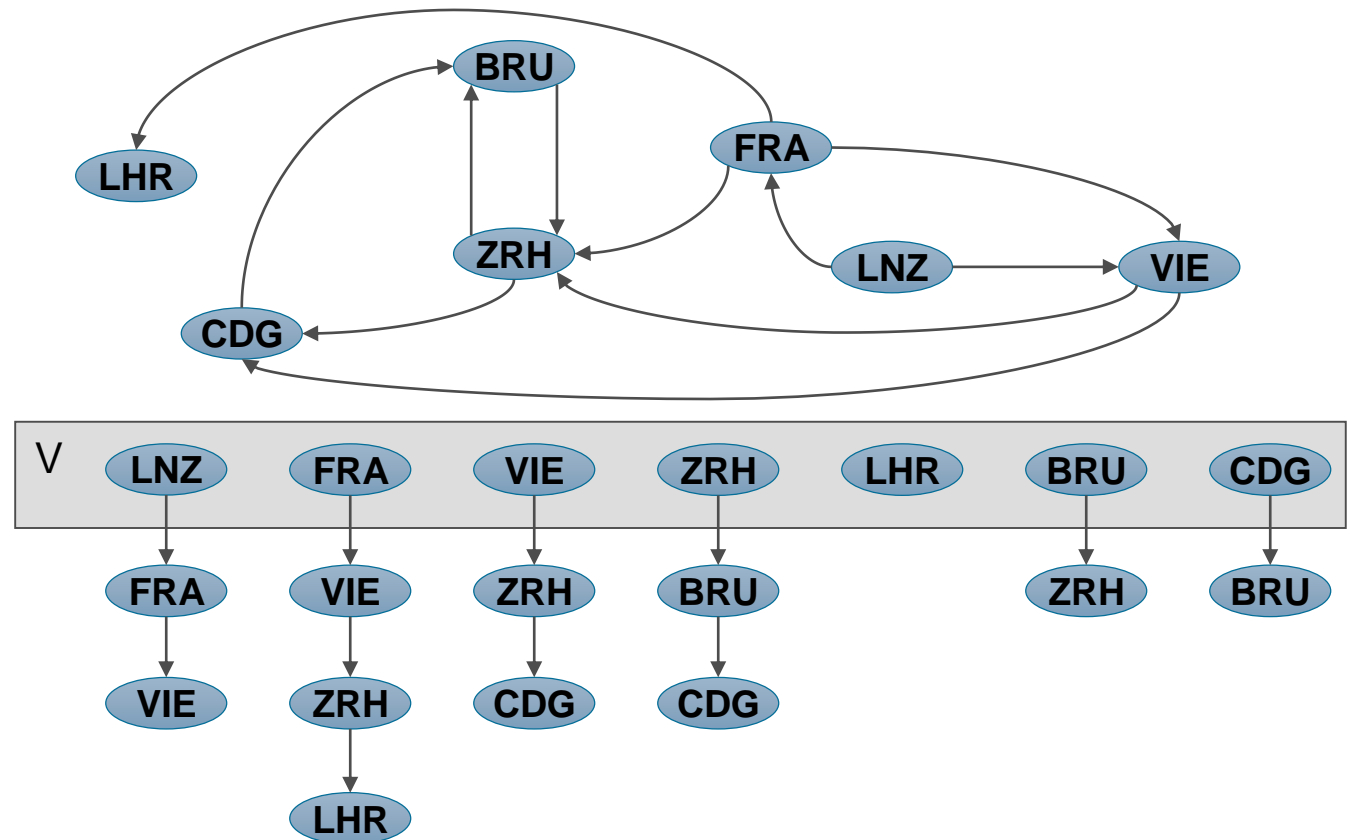 BRU
FRA
LHR
ZRH
LNZ
VIE
CDG
V LNZ FRA VIE ZRH LHR BRU CDG
FRA VIE ZRH BRU ZRH BRU
VIE ZRH CDG CDG
LHR